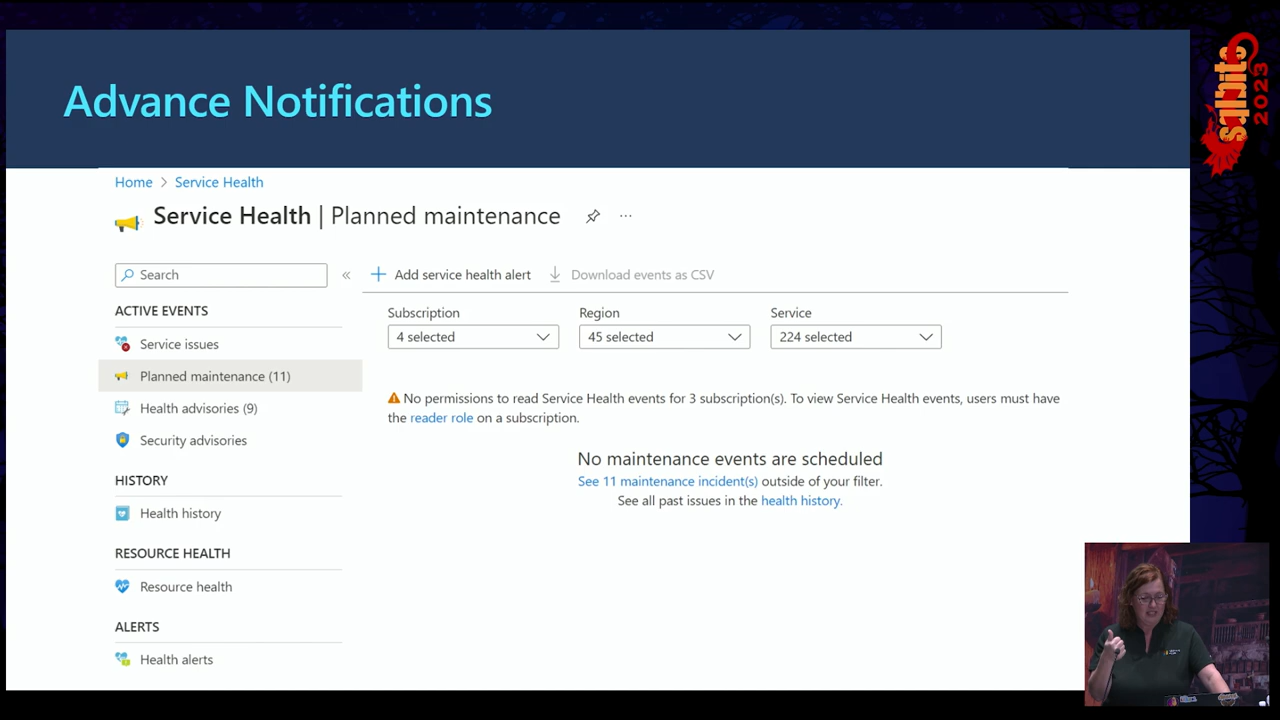 Advance Notifications
sqlbits
2023
Home > Service Health
Service Health | Planned maintenance
Search
Add service health alert
Download events as CSV
ACTIVE EVENTS
Service issues
Planned maintenance (11)
Health advisories (9)
Security advisories
HISTORY
Health history
RESOURCE HEALTH
Resource health
ALERTS
Health alerts
Subscription
Region
Service
4 selected
45 selected
224 selected
No permissions to read Service Health events for 3 subscription(s). To view Service Health events, users must have
the reader role on a subscription.
No maintenance events are scheduled
See 11 maintenance incident(s) outside of your filter.
See all past issues in the health history.